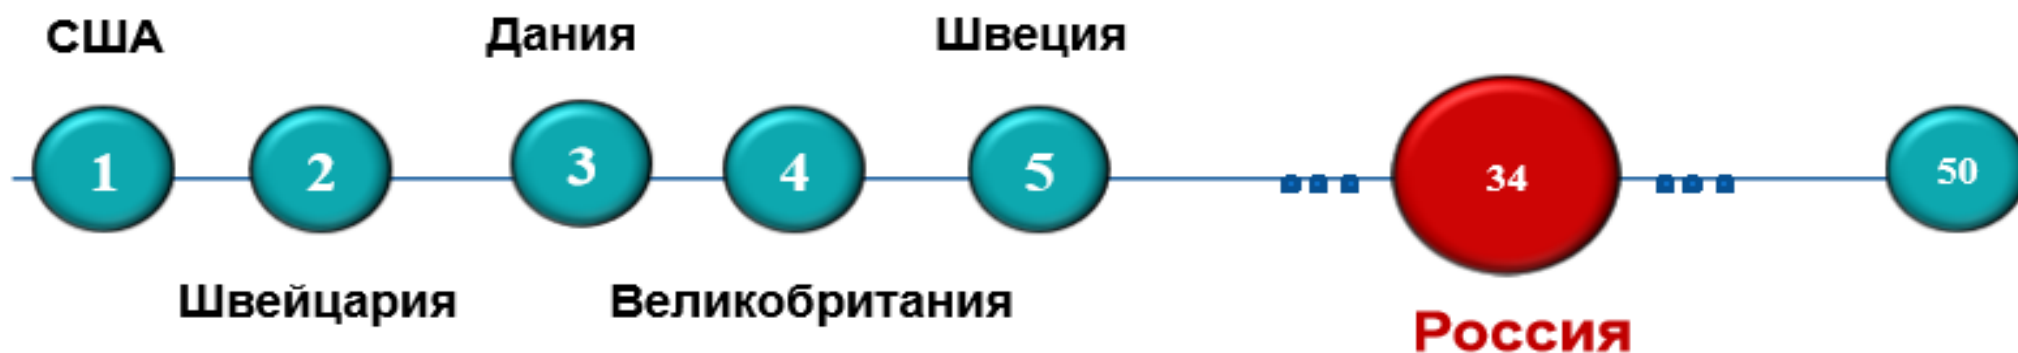 США Дания Швеция
1 2 3 4 5 34 50
Швейцария Великобритания
Россия